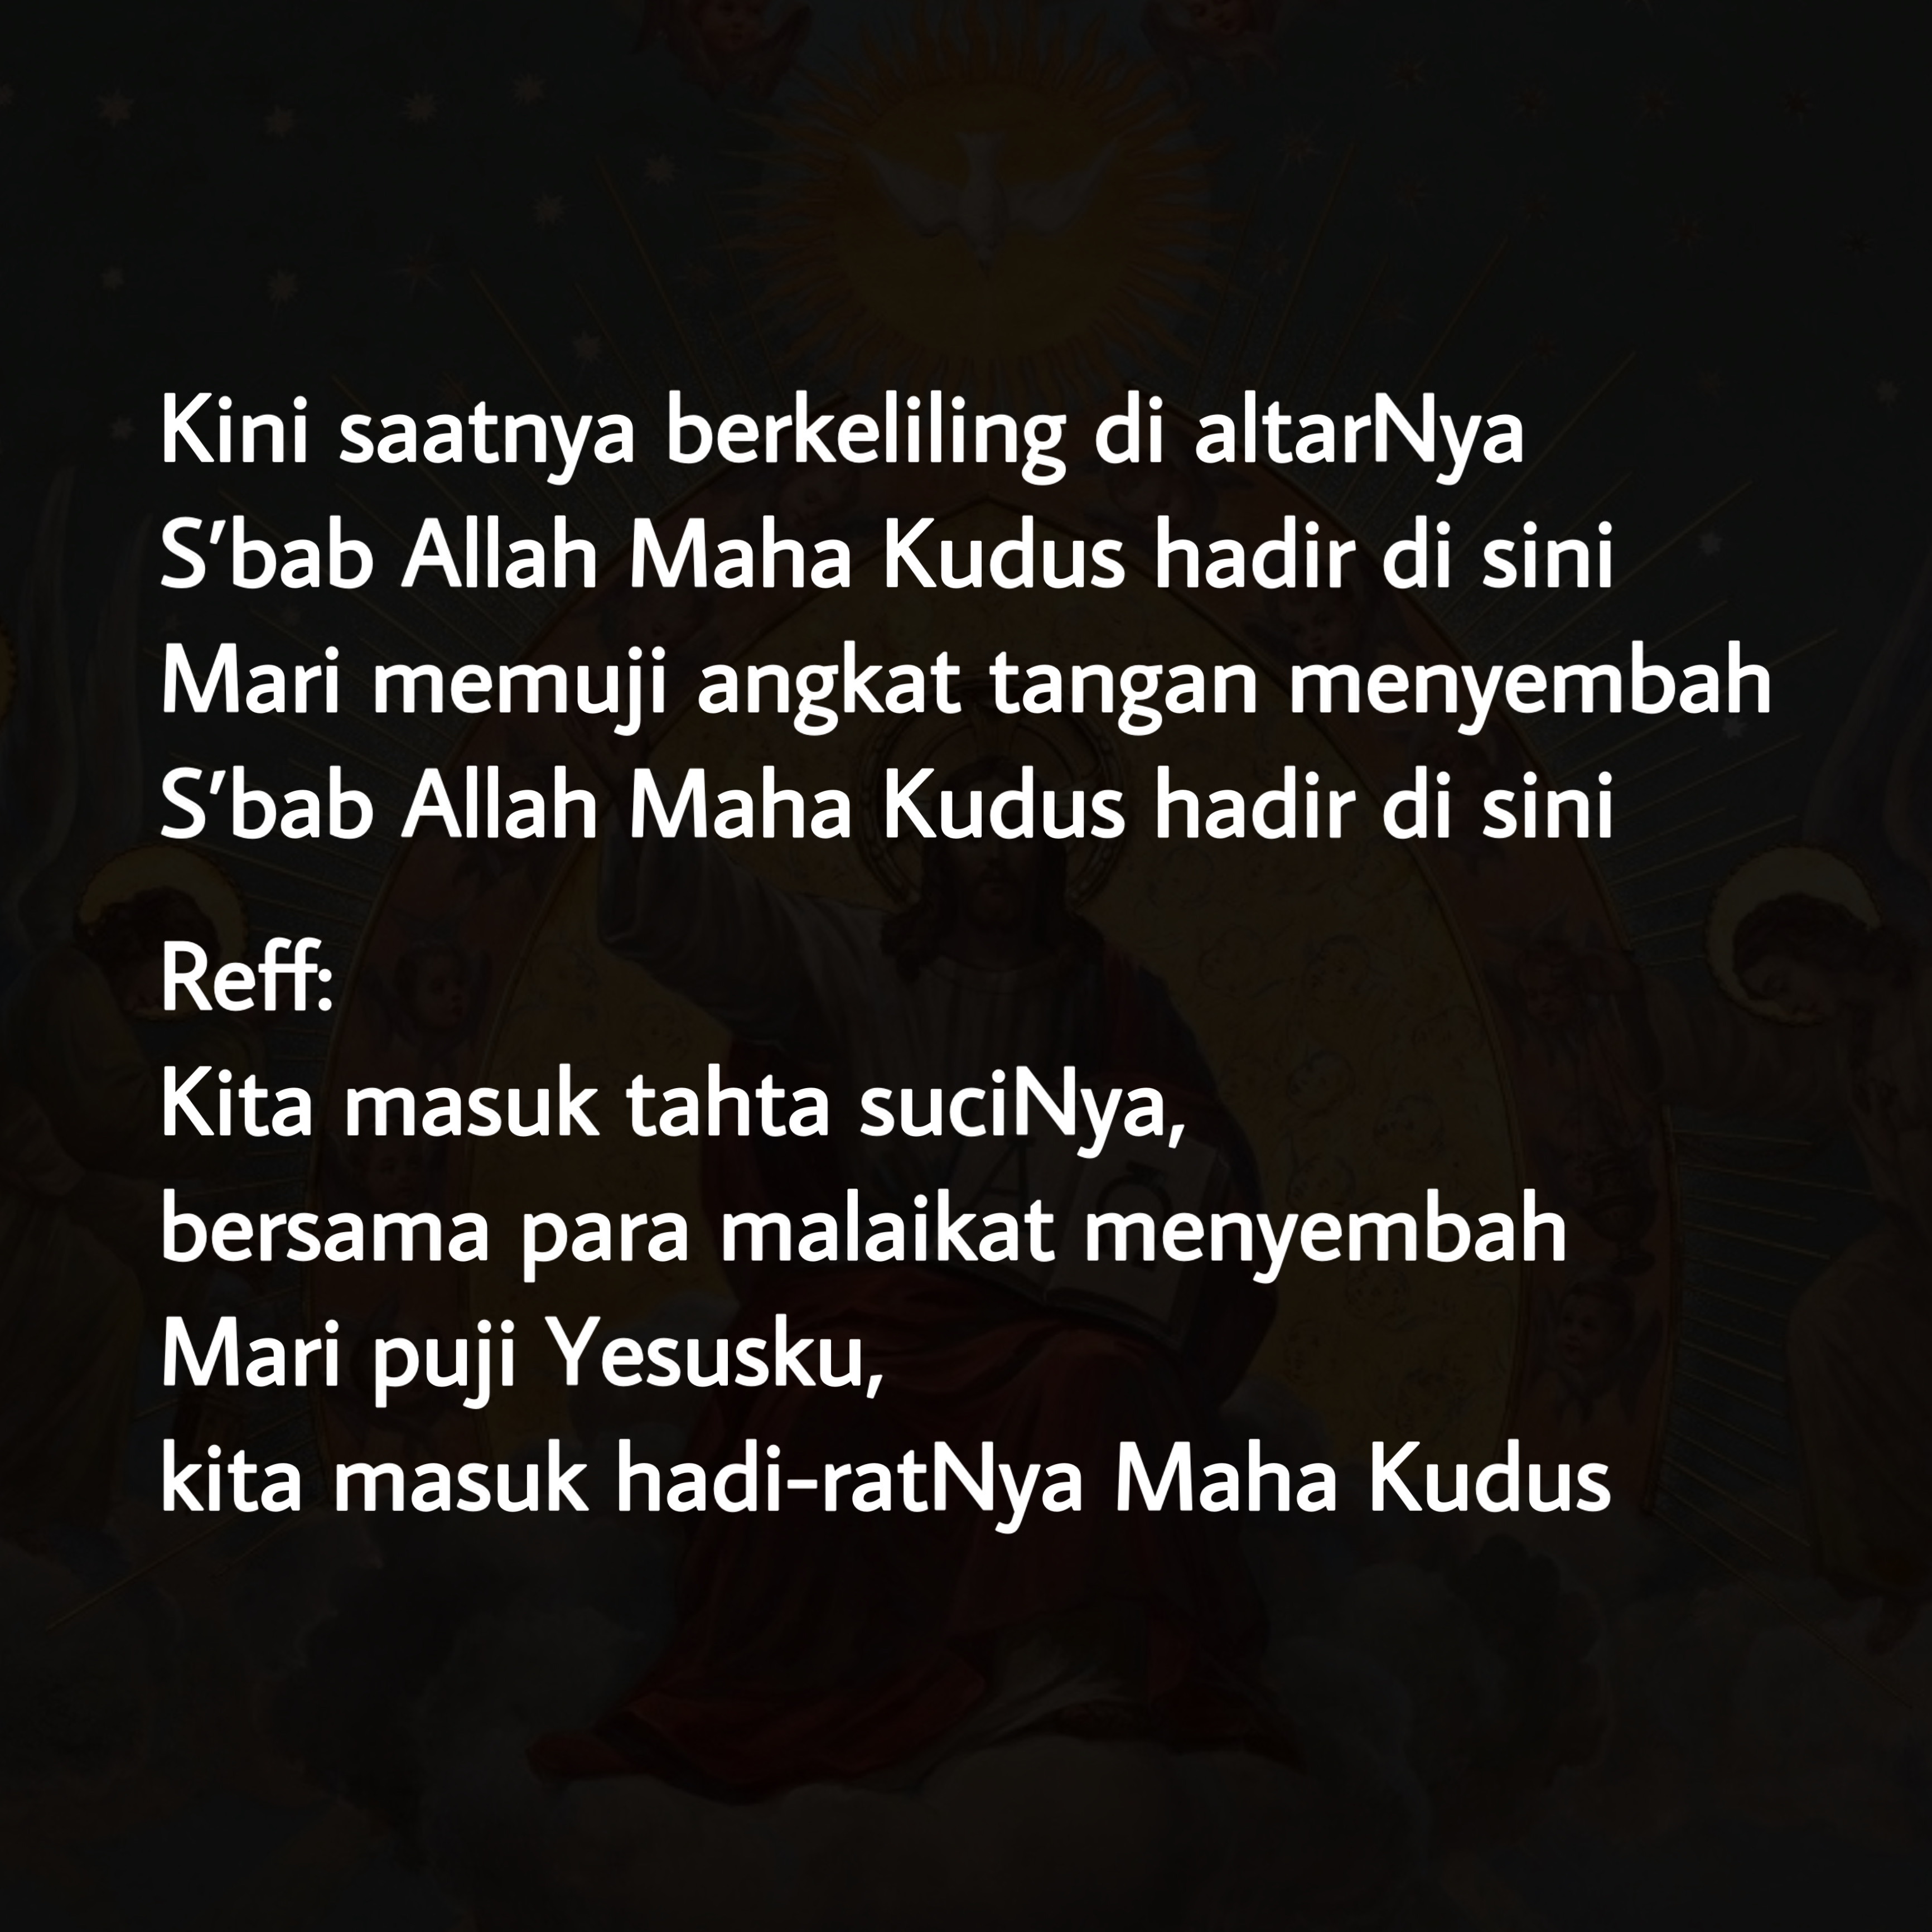 Kini saatnya berkeliling di altarNya
S'bab Allah Maha Kudus hadir di sini
Mari memuji angkat tangan menyembah
S'bab Allah Maha Kudus hadir di sini
Reff:
Kita masuk tahta suciNya,
bersama para malaikat menyembah
Mari puji Yesusku,
kita masuk hadi-ratNya Maha Kudus